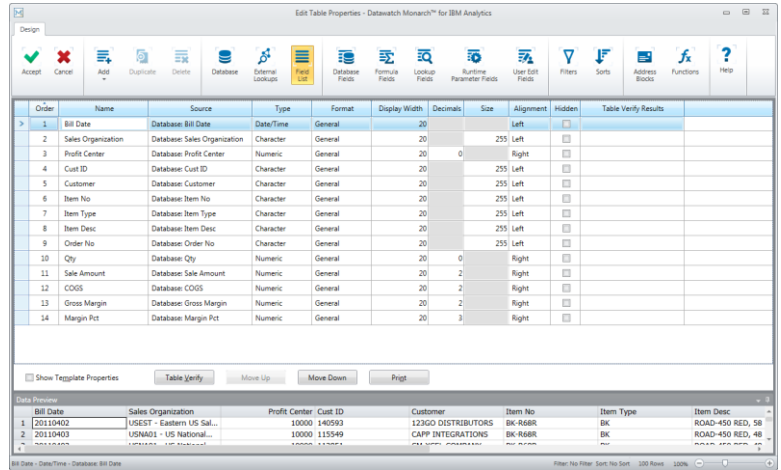 Edit Table Properties - Datawatch Monarch™ for IBM Analytics
Design
Accept Cancel Add Duplicate Delete Database External Lookups Field List Database Fields Formula Fields Lookup Fields Runtime Parameter Fields User Edit Fields Filters Sorts Address Blocks Functions Help
Order Name Source Type Format Display Width Decimals Size Alignment Hidden Table Verify Results
1 Bill Date Database: Bill Date Date/Time General 20 Left
2 Sales Organization Database: Sales Organization Character General 20 255 Left
3 Profit Center Database: Profit Center Numeric General 20 0 Right
4 Cust ID Database: Cust ID Character General 20 255 Left
5 Customer Database: Customer Character General 20 255 Left
6 Item No Database: Item No Character General 20 255 Left
7 Item Type Database: Item Type Character General 20 255 Left
8 Item Desc Database: Item Desc Character General 20 255 Left
9 Order No Database: Order No Character General 20 255 Left
10 Qty Database: Qty Numeric General 20 0 Right
11 Sale Amount Database: Sale Amount Numeric General 20 2 Right
12 COGS Database: COGS Numeric General 20 2 Right
13 Gross Margin Database: Gross Margin Numeric General 20 2 Right
14 Margin Pct Database: Margin Pct Numeric General 20 3 Right
Show Template Properties Table Verify Move Up Move Down Print
Data Preview
Bill Date Sales Organization Profit Center Cust ID Customer Item No Item Type Item Desc
1 20110402 USEST - Eastern US Sal... 10000 140593 123GO DISTRIBUTORS BK-R68R BK ROAD-450 RED, 58
2 20110403 USNA01 - US National... 10000 115549 CAPP INTEGRATIONS BK-R68R BK ROAD-450 RED, 48
Bill Date - Date/Time - Database: Bill Date Filter: No Filter Sort: No Sort 100 Rows 100%